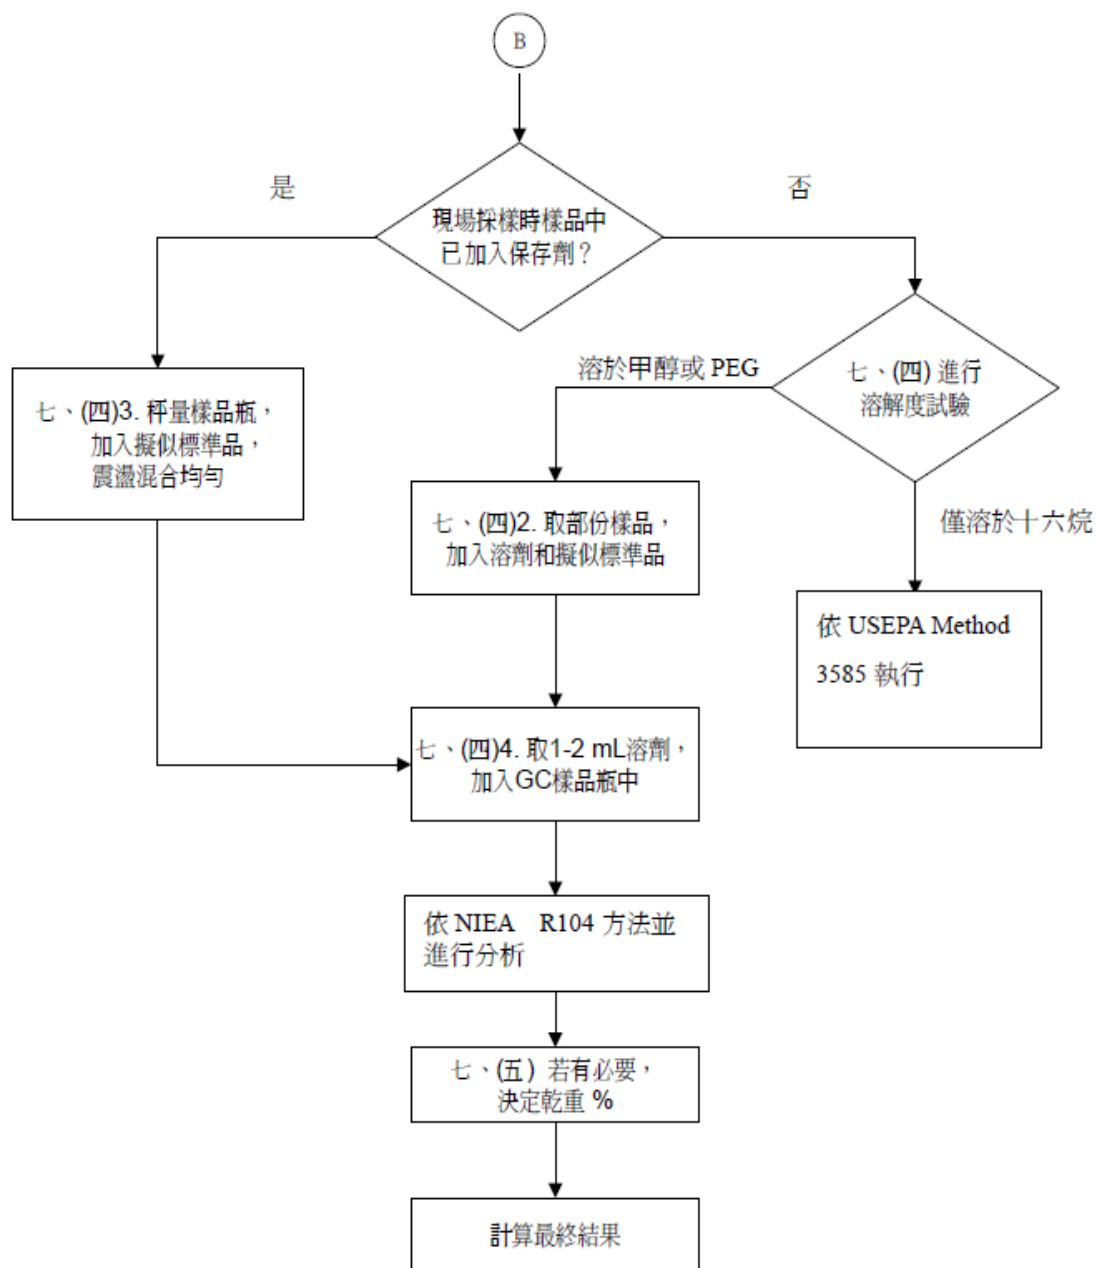 B
是
否
現場採樣時樣品中
已加入保存劑？
溶於甲醇或 PEG
七、(四) 進行
溶解度試驗
七、(四)3. 秤量樣品瓶，
加入擬似標準品，
震盪混合均勻
七、(四)2. 取部份樣品，
加入溶劑和擬似標準品
僅溶於十六烷
依 USEPA Method
3585 執行
七、(四)4. 取1-2 mL溶劑，
加入GC樣品瓶中
依 NIEA　R104 方法並
進行分析
七、(五) 若有必要，
決定乾重 %
計算最終結果